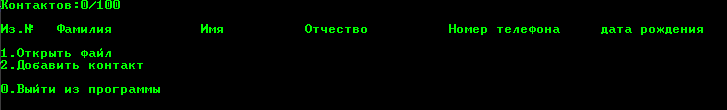 Контактов:0/100
Из.№ Фамилия Имя Отчество Номер телефона дата рождения
1.Открыть файл
2.Добавить контакт
0.Выйти из программы